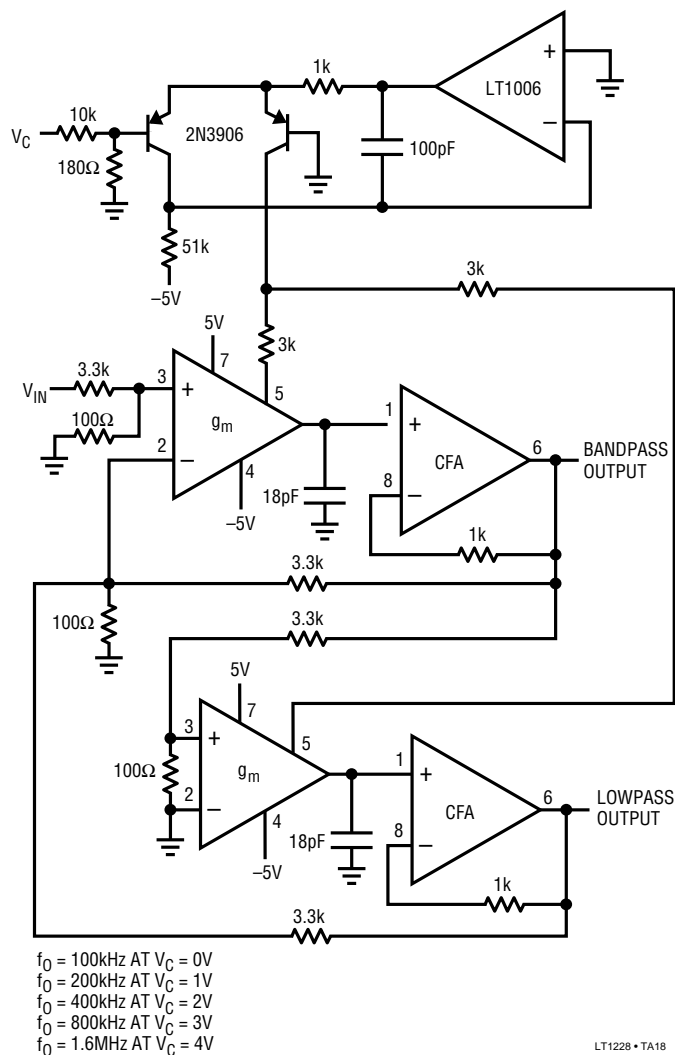 1k
+
LT1006
–
10k
V_C
2N3906
180Ω
100pF
51k
–5V
3k
5V
3k
7
3.3k
V_IN
3
+
5
1
g_m
+
100Ω
2
6
BANDPASS
OUTPUT
–
4
CFA
18pF
8
–
–5V
1k
3.3k
3.3k
100Ω
5V
7
3
+
5
1
100Ω
g_m
+
6
LOWPASS
OUTPUT
2
–
4
CFA
18pF
8
–
–5V
1k
3.3k
f_O = 100kHz AT V_C = 0V
f_O = 200kHz AT V_C = 1V
f_O = 400kHz AT V_C = 2V
f_O = 800kHz AT V_C = 3V
f_O = 1.6MHz AT V_C = 4V
LT1228 • TA18